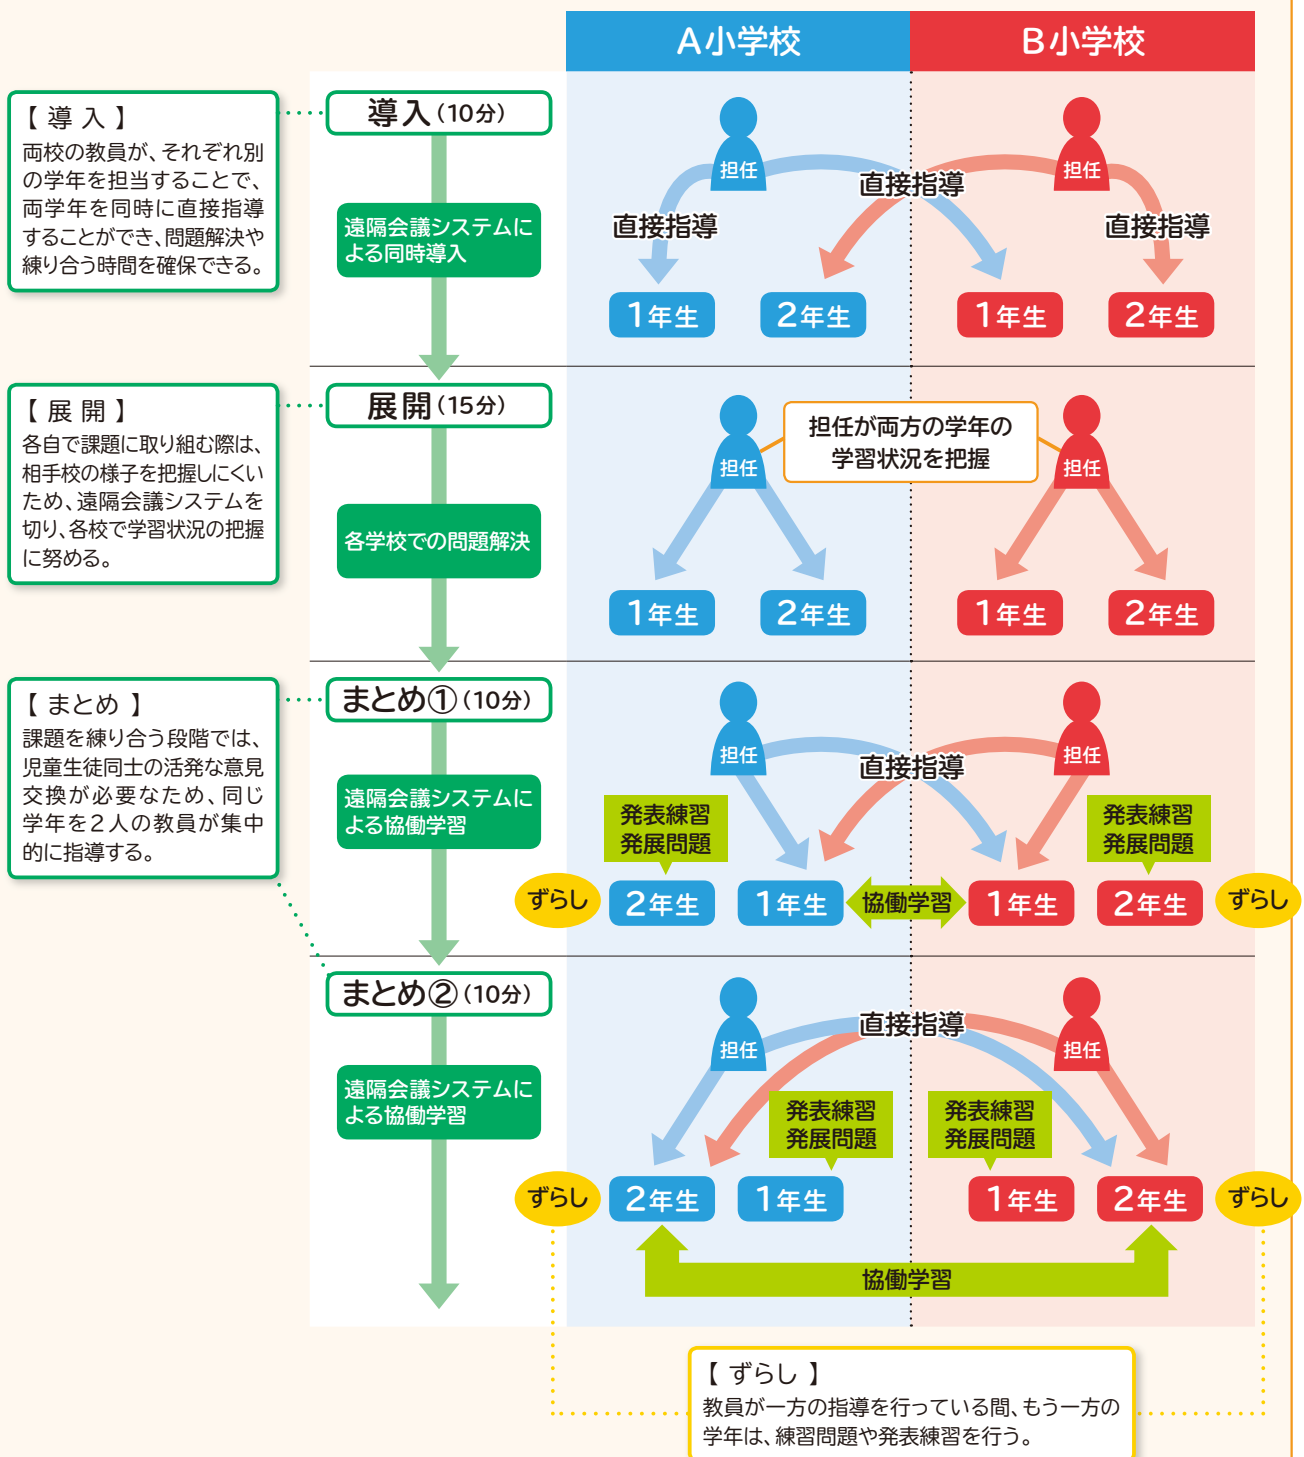 A小学校
B小学校
【 導 入 】
両校の教員が、それぞれ別
の学年を担当することで、
両学年を同時に直接指導
することができ、問題解決や
練り合う時間を確保できる。
導入(10分)
遠隔会議システムに
よる同時導入
担任
担任
直接指導
直接指導
直接指導
1年生
2年生
1年生
2年生
【 展 開 】
各自で課題に取り組む際は、
相手校の様子を把握しにくい
ため、遠隔会議システムを
切り、各校で学習状況の把握
に努める。
展開(15分)
各学校での問題解決
担任
担任が両方の学年の
学習状況を把握
担任
1年生
2年生
1年生
2年生
【 まとめ 】
課題を練り合う段階では、
児童生徒同士の活発な意見
交換が必要なため、同じ
学年を2人の教員が集中
的に指導する。
まとめ①(10分)
遠隔会議システムに
よる協働学習
担任
担任
直接指導
発表練習
発展問題
発表練習
発展問題
ずらし
2年生
1年生
協働学習
1年生
2年生
ずらし
まとめ②(10分)
遠隔会議システムに
よる協働学習
担任
直接指導
担任
発表練習
発展問題
発表練習
発展問題
ずらし
2年生
1年生
1年生
2年生
ずらし
協働学習
【 ずらし 】
教員が一方の指導を行っている間、もう一方の
学年は、練習問題や発表練習を行う。